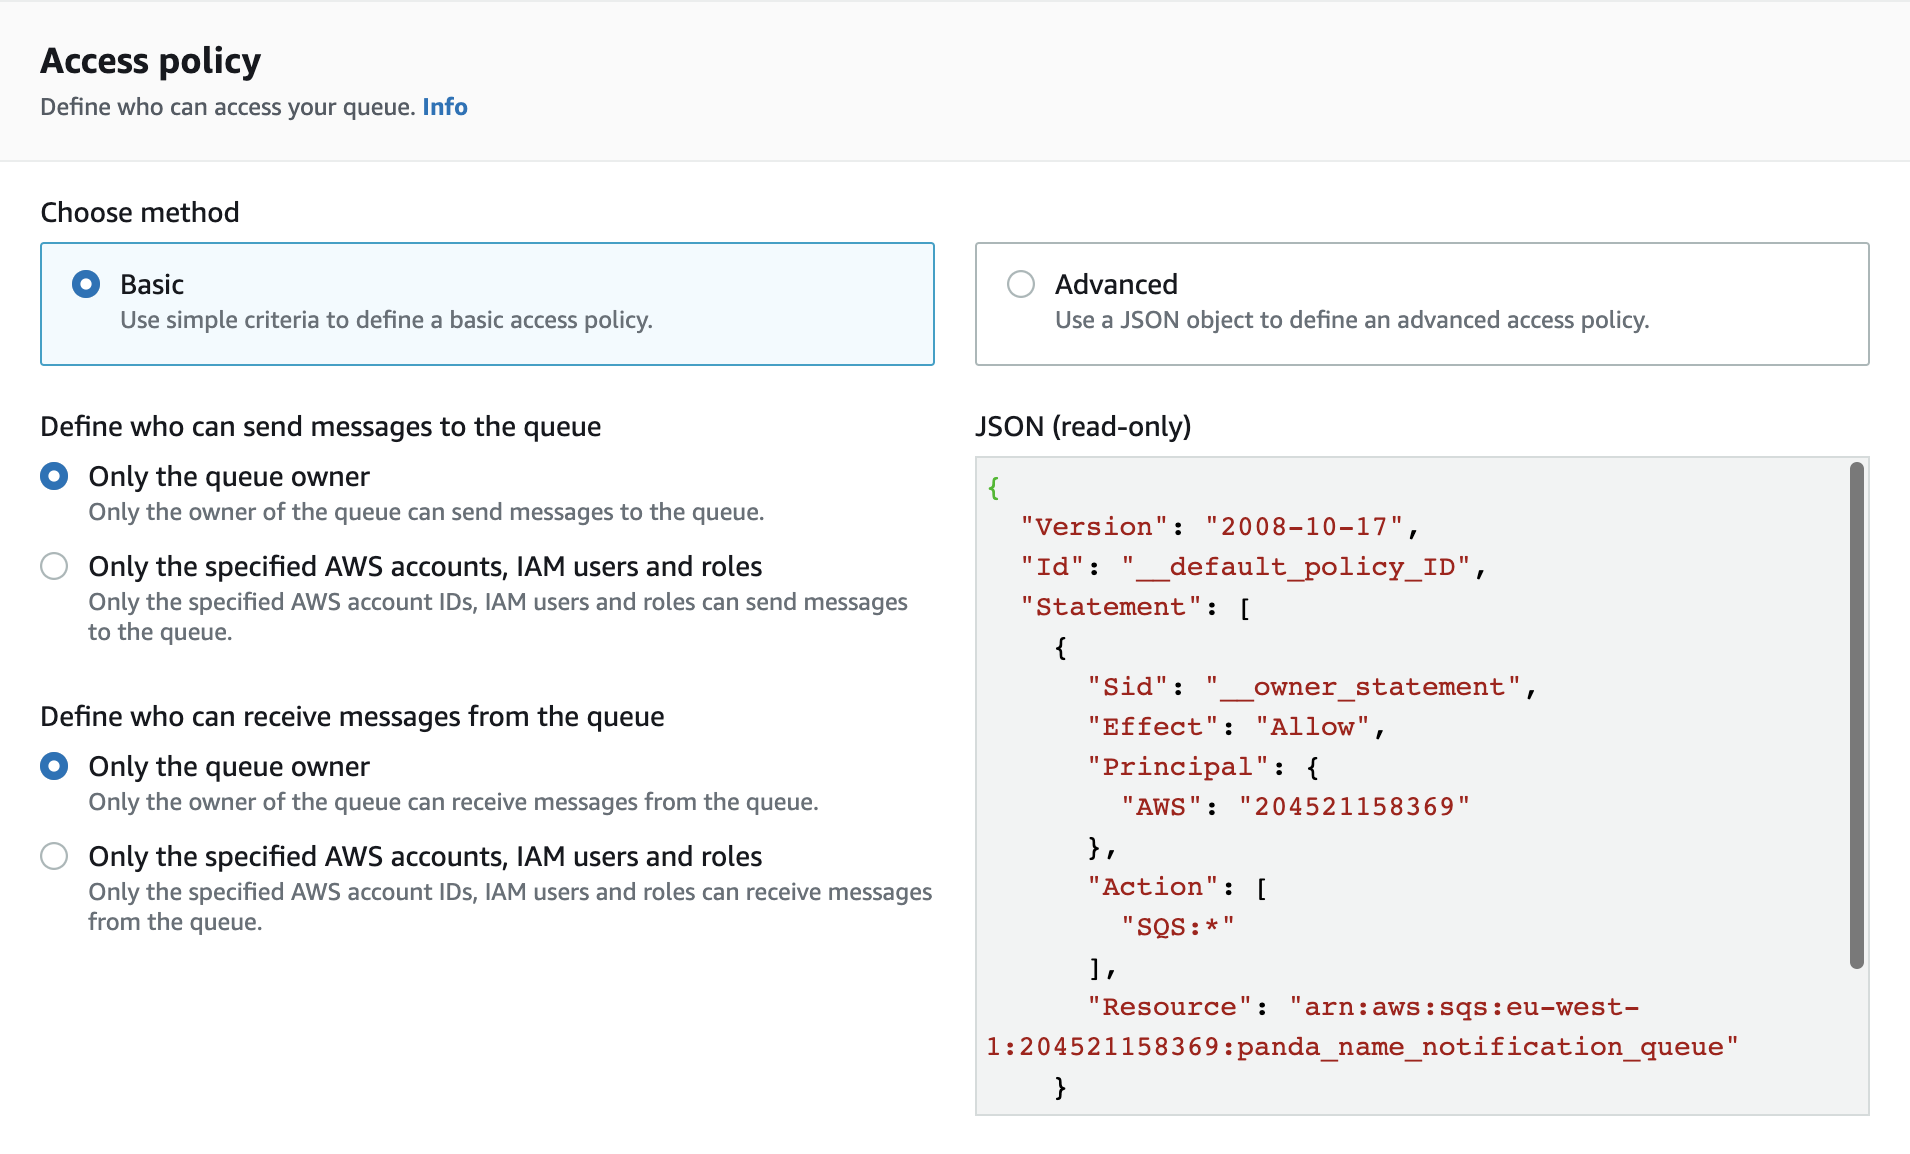 Access policy
Define who can access your queue. Info
Choose method
Basic
Use simple criteria to define a basic access policy.
Advanced
Use a JSON object to define an advanced access policy.
Define who can send messages to the queue
Only the queue owner
Only the owner of the queue can send messages to the queue.
Only the specified AWS accounts, IAM users and roles
Only the specified AWS account IDs, IAM users and roles can send messages
to the queue.
Define who can receive messages from the queue
Only the queue owner
Only the owner of the queue can receive messages from the queue.
Only the specified AWS accounts, IAM users and roles
Only the specified AWS account IDs, IAM users and roles can receive messages
from the queue.
JSON (read-only)
{
  "Version": "2008-10-17",
  "Id": "__default_policy_ID",
  "Statement": [
    {
      "Sid": "__owner_statement",
      "Effect": "Allow",
      "Principal": {
        "AWS": "204521158369"
      },
      "Action": [
        "SQS:*"
      ],
      "Resource": "arn:aws:sqs:eu-west-
1:204521158369:panda_name_notification_queue"
    }